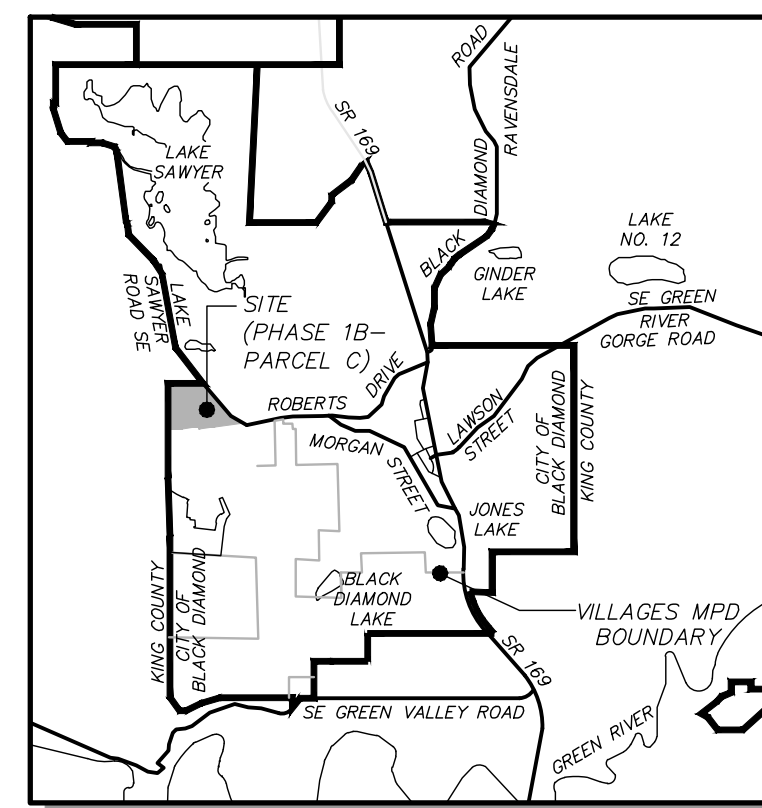 ROAD
RAVENSDALE
SR 169
DIAMOND
LAKE
SAWYER
BLACK
LAKE
NO. 12
GINDER
LAKE
LAKE
SAWYER
ROAD SE
SITE
(PHASE 1B-
PARCEL C)
SE GREEN
RIVER
GORGE ROAD
DRIVE
ROBERTS
LAWSON
STREET
CITY OF
BLACK DIAMOND
KING COUNTY
MORGAN
STREET
JONES
LAKE
KING COUNTY
CITY OF
BLACK DIAMOND
BLACK
DIAMOND
LAKE
VILLAGES MPD
BOUNDARY
SR 169
SE GREEN VALLEY ROAD
GREEN RIVER